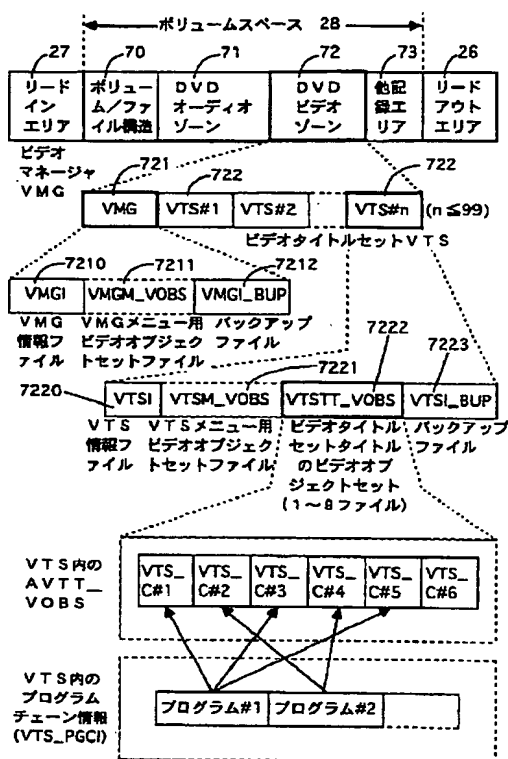 ボリュームスペース 28
27 70 71 72 73 26
リード
イン
エリア
ボリュー
ム/ファ
イル構造
DVD
オーディオ
ゾーン
DVD
ビデオ
ゾーン
他記
録エ
リア
リード
アウト
エリア
ビデオ
マネージャ
VMG
721 722 722
VMG VTS#1 VTS#2 VTS#n (n≦99)
ビデオタイトルセットVTS
7210 7211 7212
VMGI VMGM_VOBS VMGI_BUP
VMG
情報フ
ァイル
VMGメニュー用
ビデオオブジェク
トセットファイル
バックアップ
ファイル
7220 7221 7222 7223
VTSI VTSM_VOBS VTSTT_VOBS VTSI_BUP
VTS
情報フ
ァイル
VTSメニュー用
ビデオオブジェク
トセットファイル
ビデオタイトル
セットタイトル
のビデオオブ
ジェクトセット
(1~9ファイル)
バックアップ
ファイル
VTS内の
AVTT_
VOBS
VTS_
C#1
VTS_
C#2
VTS_
C#3
VTS_
C#4
VTS_
C#5
VTS_
C#6
VTS内の
プログラム
チェーン情報
(VTS_PGCI)
プログラム#1 プログラム#2